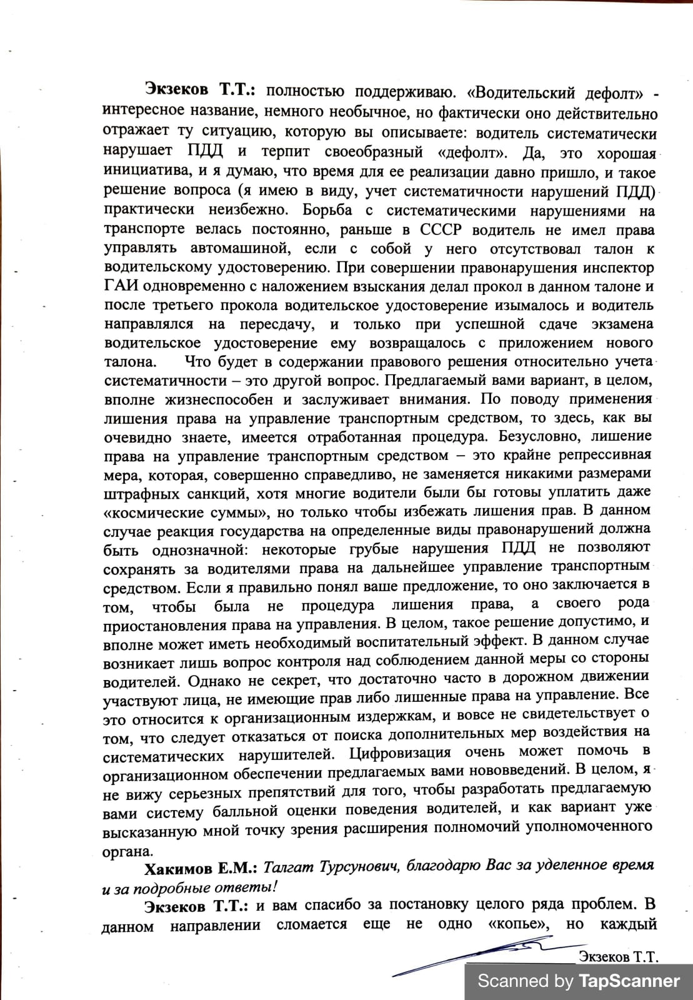 Экзеков Т.Т.: полностью поддерживаю. «Водительский дефолт» -
интересное название, немного необычное, но фактически оно действительно
отражает ту ситуацию, которую вы описываете: водитель систематически
нарушает ПДД и терпит своеобразный «дефолт». Да, это хорошая
инициатива, и я думаю, что время для ее реализации давно пришло, и такое
решение вопроса (я имею в виду, учет систематичности нарушений ПДД)
практически неизбежно. Борьба с систематическими нарушениями на
транспорте велась постоянно, раньше в СССР водитель не имел права
управлять автомашиной, если с собой у него отсутствовал талон к
водительскому удостоверению. При совершении правонарушения инспектор
ГАИ одновременно с наложением взыскания делал прокол в данном талоне и
после третьего прокола водительское удостоверение изымалось и водитель
направлялся на пересдачу, и только при успешной сдаче экзамена
водительское удостоверение ему возвращалось с приложением нового
талона. Что будет в содержании правового решения относительно учета
систематичности – это другой вопрос. Предлагаемый вами вариант, в целом,
вполне жизнеспособен и заслуживает внимания. По поводу применения
лишения права на управление транспортным средством, то здесь, как вы
очевидно знаете, имеется отработанная процедура. Безусловно, лишение
права на управление транспортным средством – это крайне репрессивная
мера, которая, совершенно справедливо, не заменяется никакими размерами
штрафных санкций, хотя многие водители были бы готовы уплатить даже
«космические суммы», но только чтобы избежать лишения прав. В данном
случае реакция государства на определенные виды правонарушений должна
быть однозначной: некоторые грубые нарушения ПДД не позволяют
сохранять за водителями права на дальнейшее управление транспортным
средством. Если я правильно понял ваше предложение, то оно заключается в
том, чтобы была не процедура лишения права, а своего рода
приостановления права на управления. В целом, такое решение допустимо, и
вполне может иметь необходимый воспитательный эффект. В данном случае
возникает лишь вопрос контроля над соблюдением данной меры со стороны
водителей. Однако не секрет, что достаточно часто в дорожном движении
участвуют лица, не имеющие прав либо лишенные права на управление. Все
это относится к организационным издержкам, и вовсе не свидетельствует о
том, что следует отказаться от поиска дополнительных мер воздействия на
систематических нарушителей. Цифровизация очень может помочь в
организационном обеспечении предлагаемых вами нововведений. В целом, я
не вижу серьезных препятствий для того, чтобы разработать предлагаемую
вами систему балльной оценки поведения водителей, и как вариант уже
высказанную мной точку зрения расширения полномочий уполномоченного
органа.
Хакимов Е.М.: Талгат Турсунович, благодарю Вас за уделенное время
и за подробные ответы!
Экзеков Т.Т.: и вам спасибо за постановку целого ряда проблем. В
данном направлении сломается еще не одно «копье», но каждый
Экзеков Т.Т.
Scanned by TapScanner